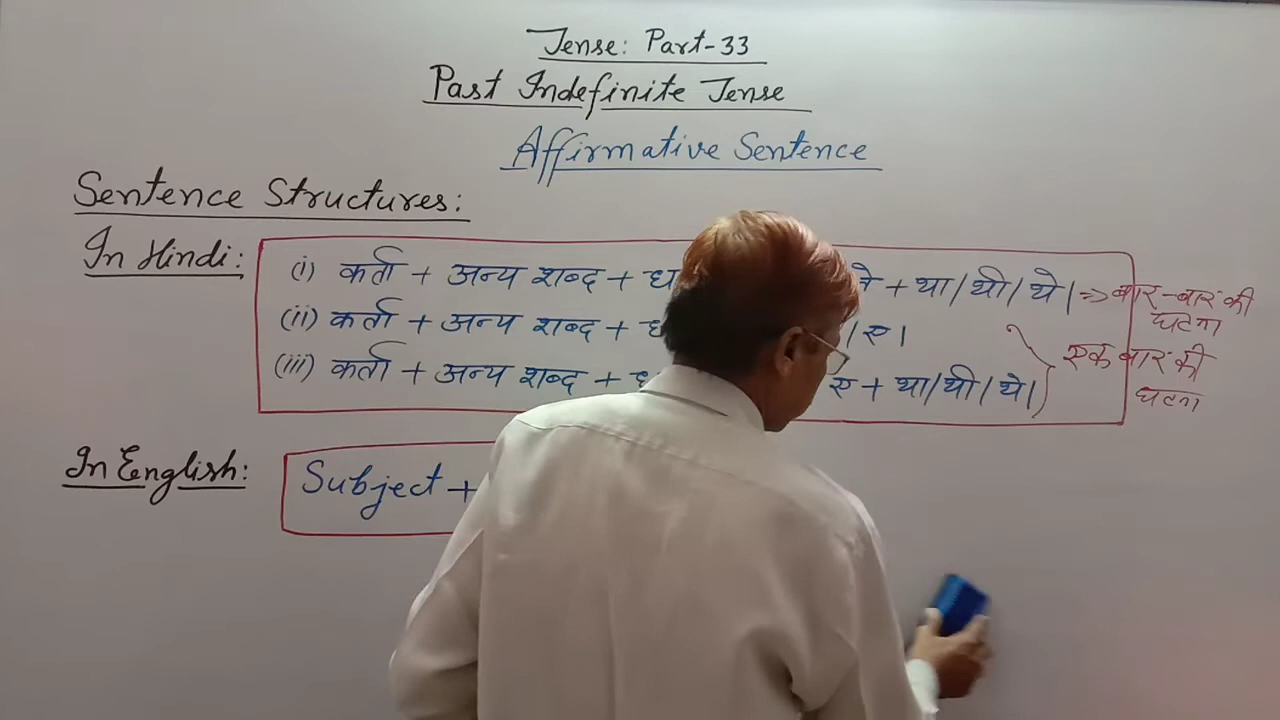 Tense: Part-33
Past Indefinite Tense
Affirmative Sentence
Sentence Structures:
In Hindi:
(i) कर्ता + अन्य शब्द + + था/थी/थे। => बार-बार की घटना
(ii) कर्ता + अन्य शब्द + /ए।
(iii) कर्ता + अन्य शब्द + ए + था/थी/थे।
एक बार की घटना
In English:
Subject +